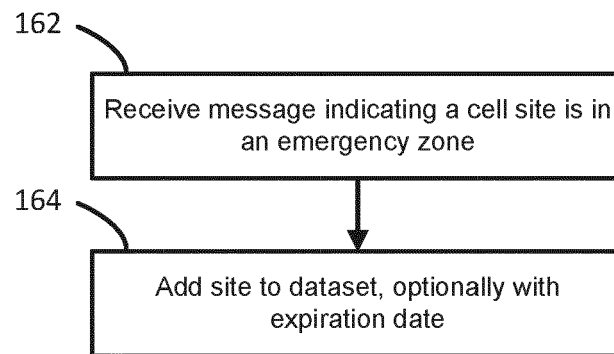 162
Receive message indicating a cell site is in
an emergency zone
164
Add site to dataset, optionally with
expiration date